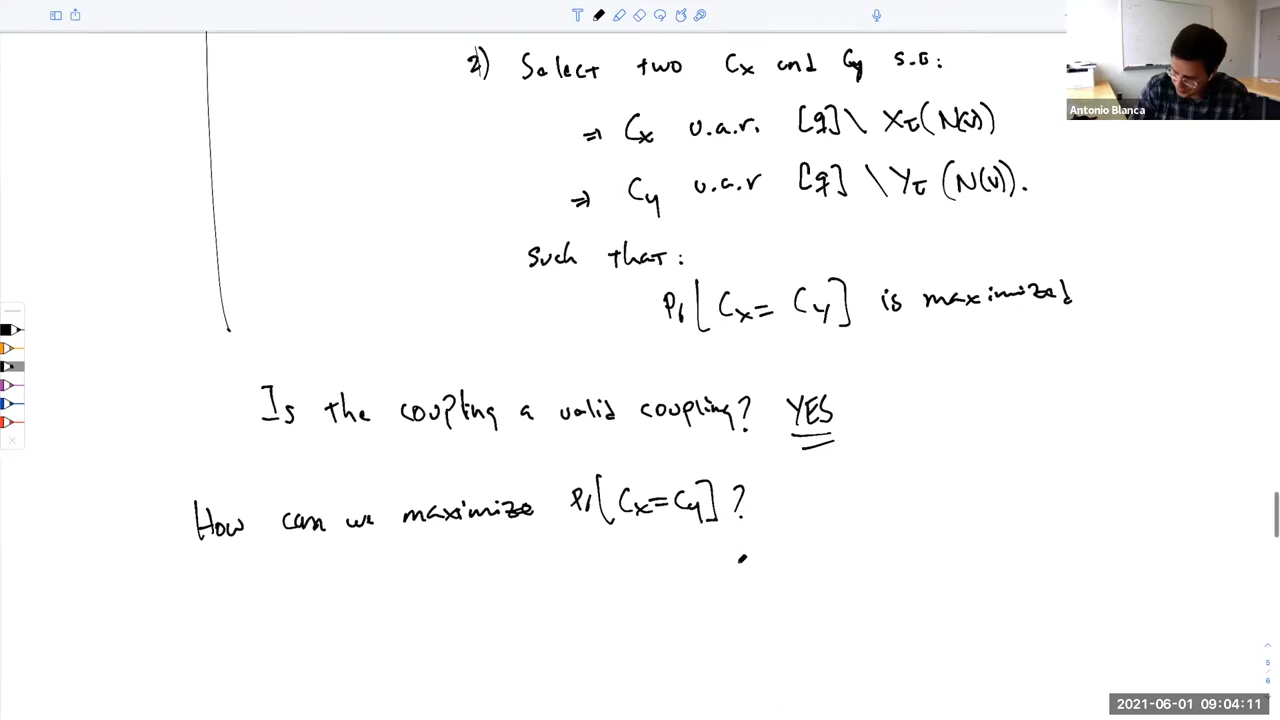 2) Select two Cx and Cy s.t:
⇒ Cx u.a.r. [q] \ Xt(N(v))
⇒ Cy u.a.r [q] \ Yt (N(v)).
such that:
Pr[Cx = Cy] is maximized
Is the coupling a valid coupling? YES
How can we maximize Pr[Cx=Cy]?
Antonio Blanca
5
6
2021-06-01 09:04:11